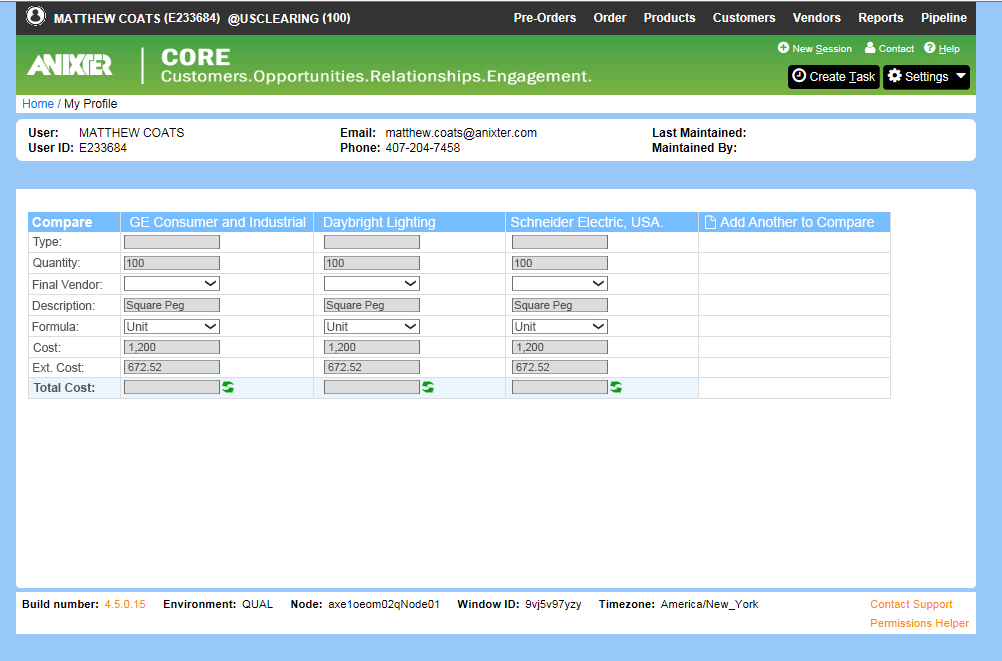 MATTHEW COATS (E233684) @USCLEARING (100) Pre-Orders Order Products Customers Vendors Reports Pipeline
New Session Contact Help
ANIXTER CORE
Customers.Opportunities.Relationships.Engagement.
Create Task Settings
Home / My Profile
User: MATTHEW COATS Email: matthew.coats@anixter.com Last Maintained:
User ID: E233684 Phone: 407-204-7458 Maintained By:
Compare GE Consumer and Industrial Daybright Lighting Schneider Electric, USA. Add Another to Compare
Type:
Quantity: 100 100 100
Final Vendor:
Description: Square Peg Square Peg Square Peg
Formula: Unit Unit Unit
Cost: 1,200 1,200 1,200
Ext. Cost: 672.52 672.52 672.52
Total Cost:
Build number: 4.5.0.15 Environment: QUAL Node: axe1oeom02qNode01 Window ID: 9vj5v97yzy Timezone: America/New_York Contact Support
Permissions Helper